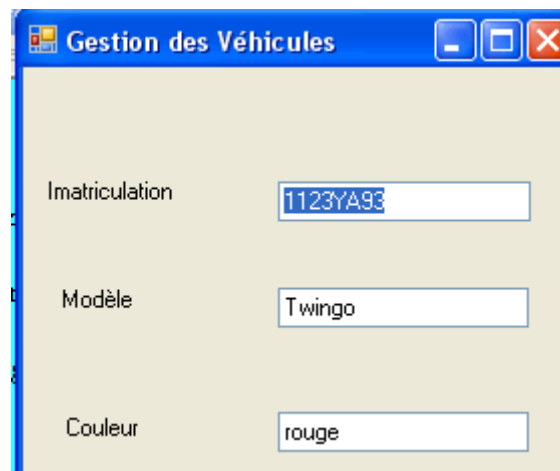 Gestion des Véhicules
Imatriculation
1123YA93
Modèle
Twingo
Couleur
rouge